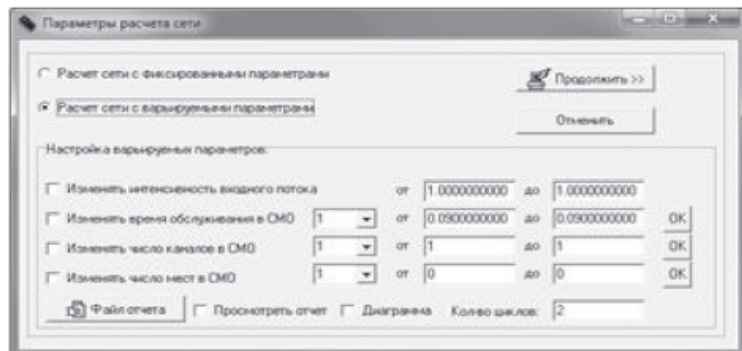 Параметры расчета сети
Расчет сети с фиксированными параметрами
Продолжить >>
Расчет сети с варьируемыми параметрами
Отменить
Настройка варьируемых параметров:
Изменять интенсивность входного потока от 1.0000000000 до 1.0000000000
Изменять время обслуживания в СМО 1 от 0.0900000000 до 0.0900000000 OK
Изменять число каналов в СМО 1 от 1 до 1 OK
Изменять число мест в СМО 1 от 0 до 0 OK
Файл отчета Просмотреть отчет Диаграмма Кол-во циклов: 2